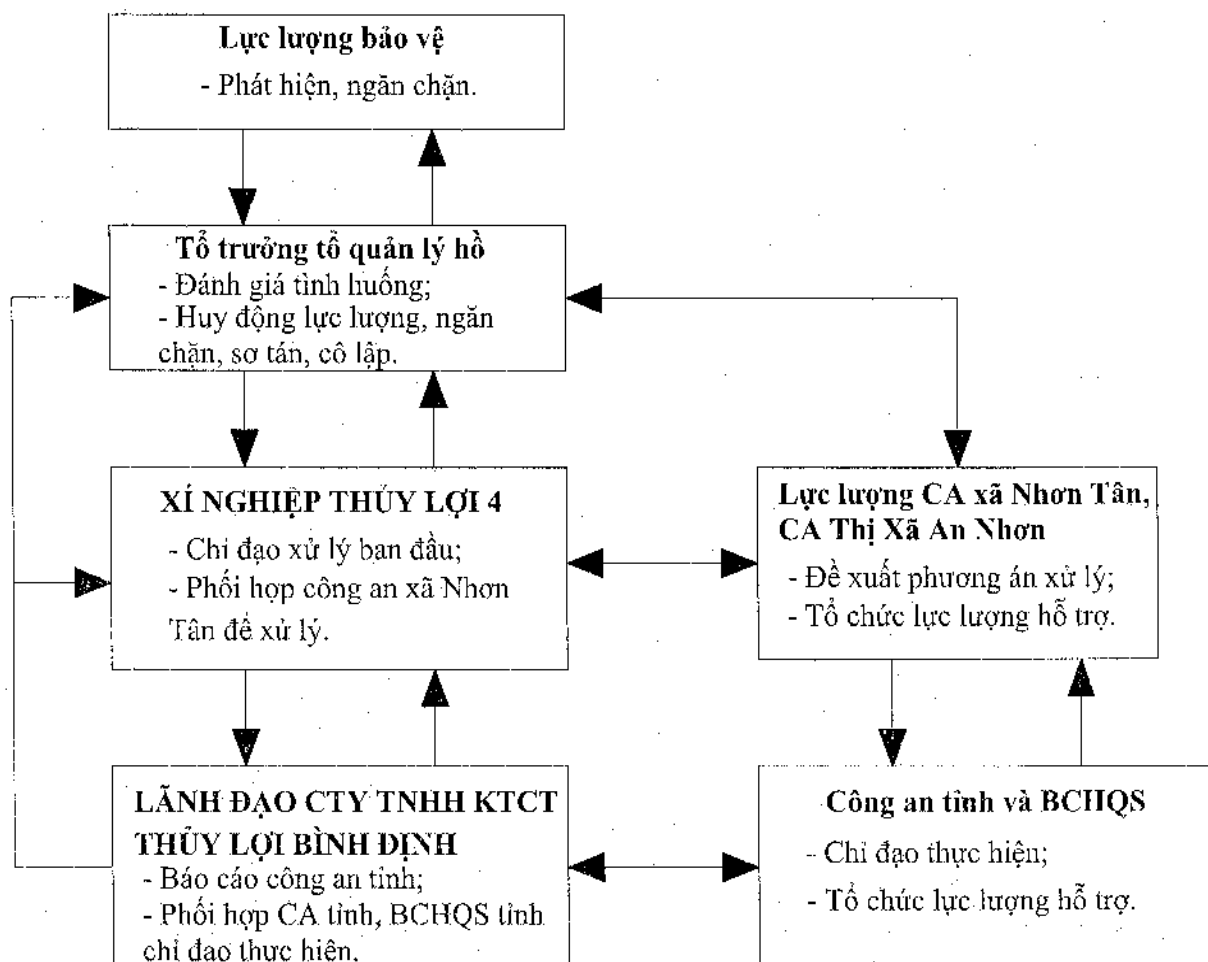 Lực lượng bảo vệ
- Phát hiện, ngăn chặn.
Tổ trưởng tổ quản lý hồ
- Đánh giá tình huống;
- Huy động lực lượng, ngăn
chặn, sơ tán, cô lập.
XÍ NGHIỆP THỦY LỢI 4
- Chỉ đạo xử lý ban đầu;
- Phối hợp công an xã Nhơn
Tân để xử lý.
Lực lượng CA xã Nhơn Tân,
CA Thị Xã An Nhơn
- Đề xuất phương án xử lý;
- Tổ chức lực lượng hỗ trợ.
LÃNH ĐẠO CTY TNHH KTCT
THỦY LỢI BÌNH ĐỊNH
- Báo cáo công an tỉnh;
- Phối hợp CA tỉnh, BCHQS tỉnh
chỉ đạo thực hiện.
Công an tỉnh và BCHQS
- Chỉ đạo thực hiện;
- Tổ chức lực lượng hỗ trợ.